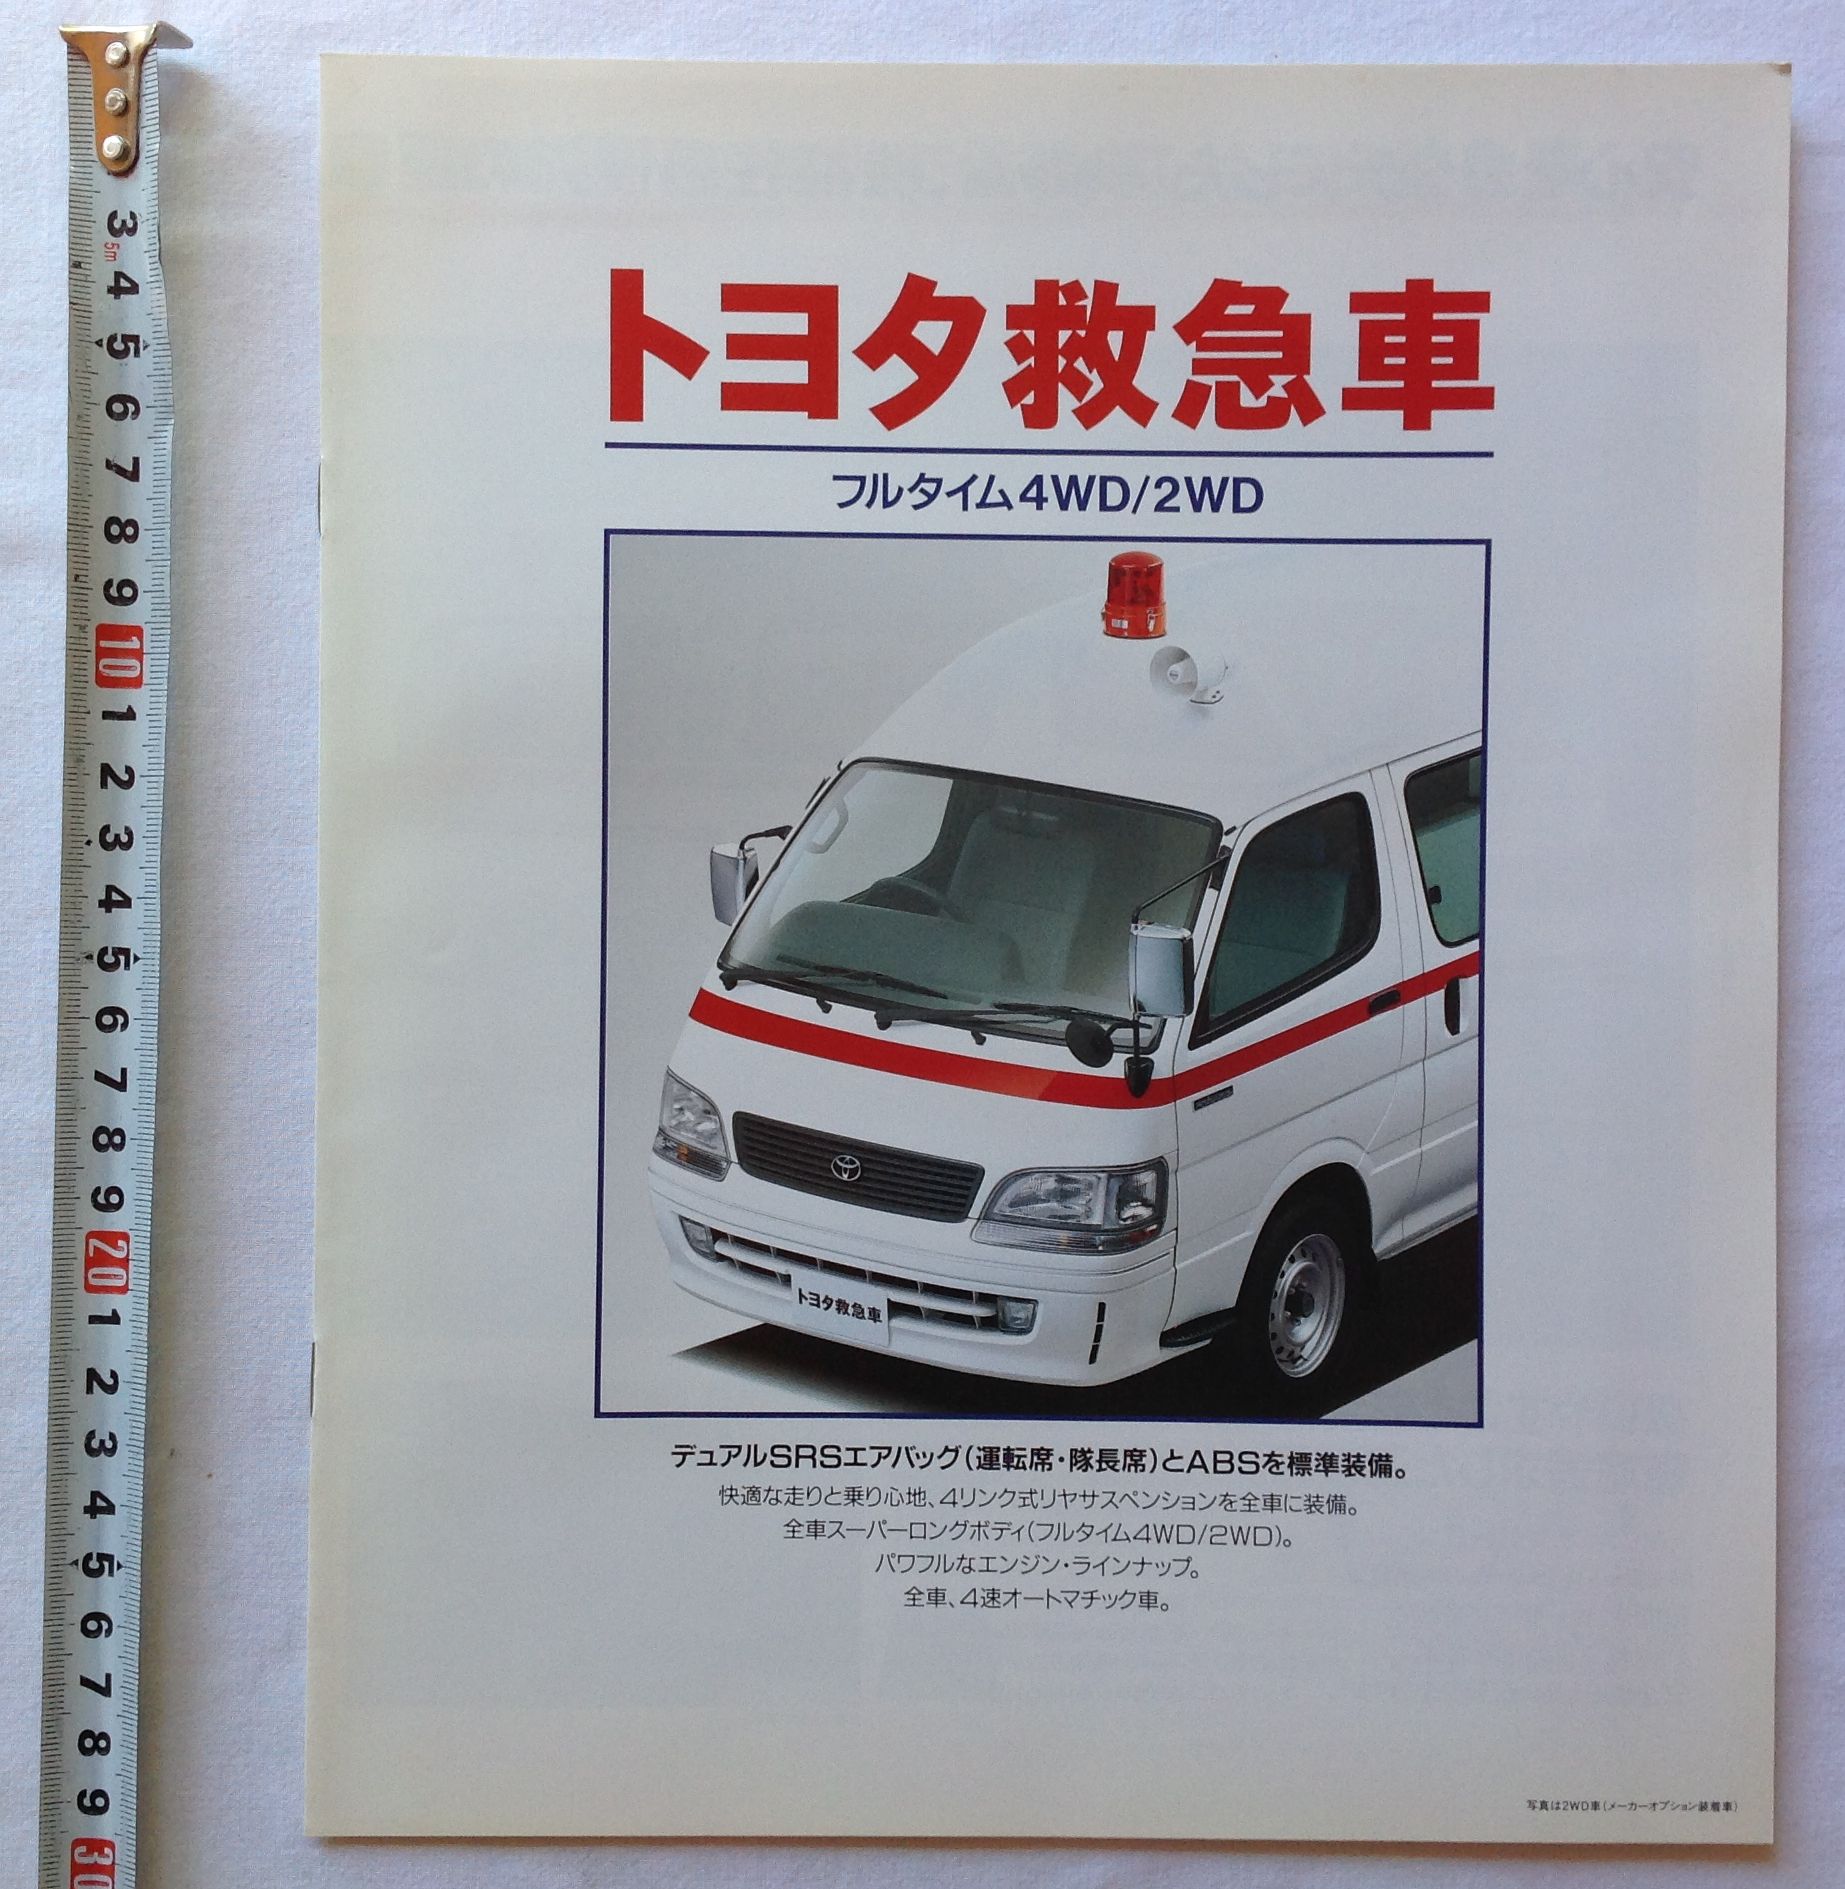 トヨタ救急車
フルタイム4WD/2WD
トヨタ救急車
デュアルSRSエアバッグ(運転席・隊長席)とABSを標準装備。
快適な走りと乗り心地、4リンク式リヤサスペンションを全車に装備。
全車スーパーロングボディ(フルタイム4WD/2WD)。
パワフルなエンジン・ラインナップ。
全車、4速オートマチック車。
写真は2WD車(メーカーオプション装着車)
3
5m
4
5
6
7
8
9
10
1
2
3
4
5
6
7
8
9
20
1
2
3
4
5
6
7
8
9
30